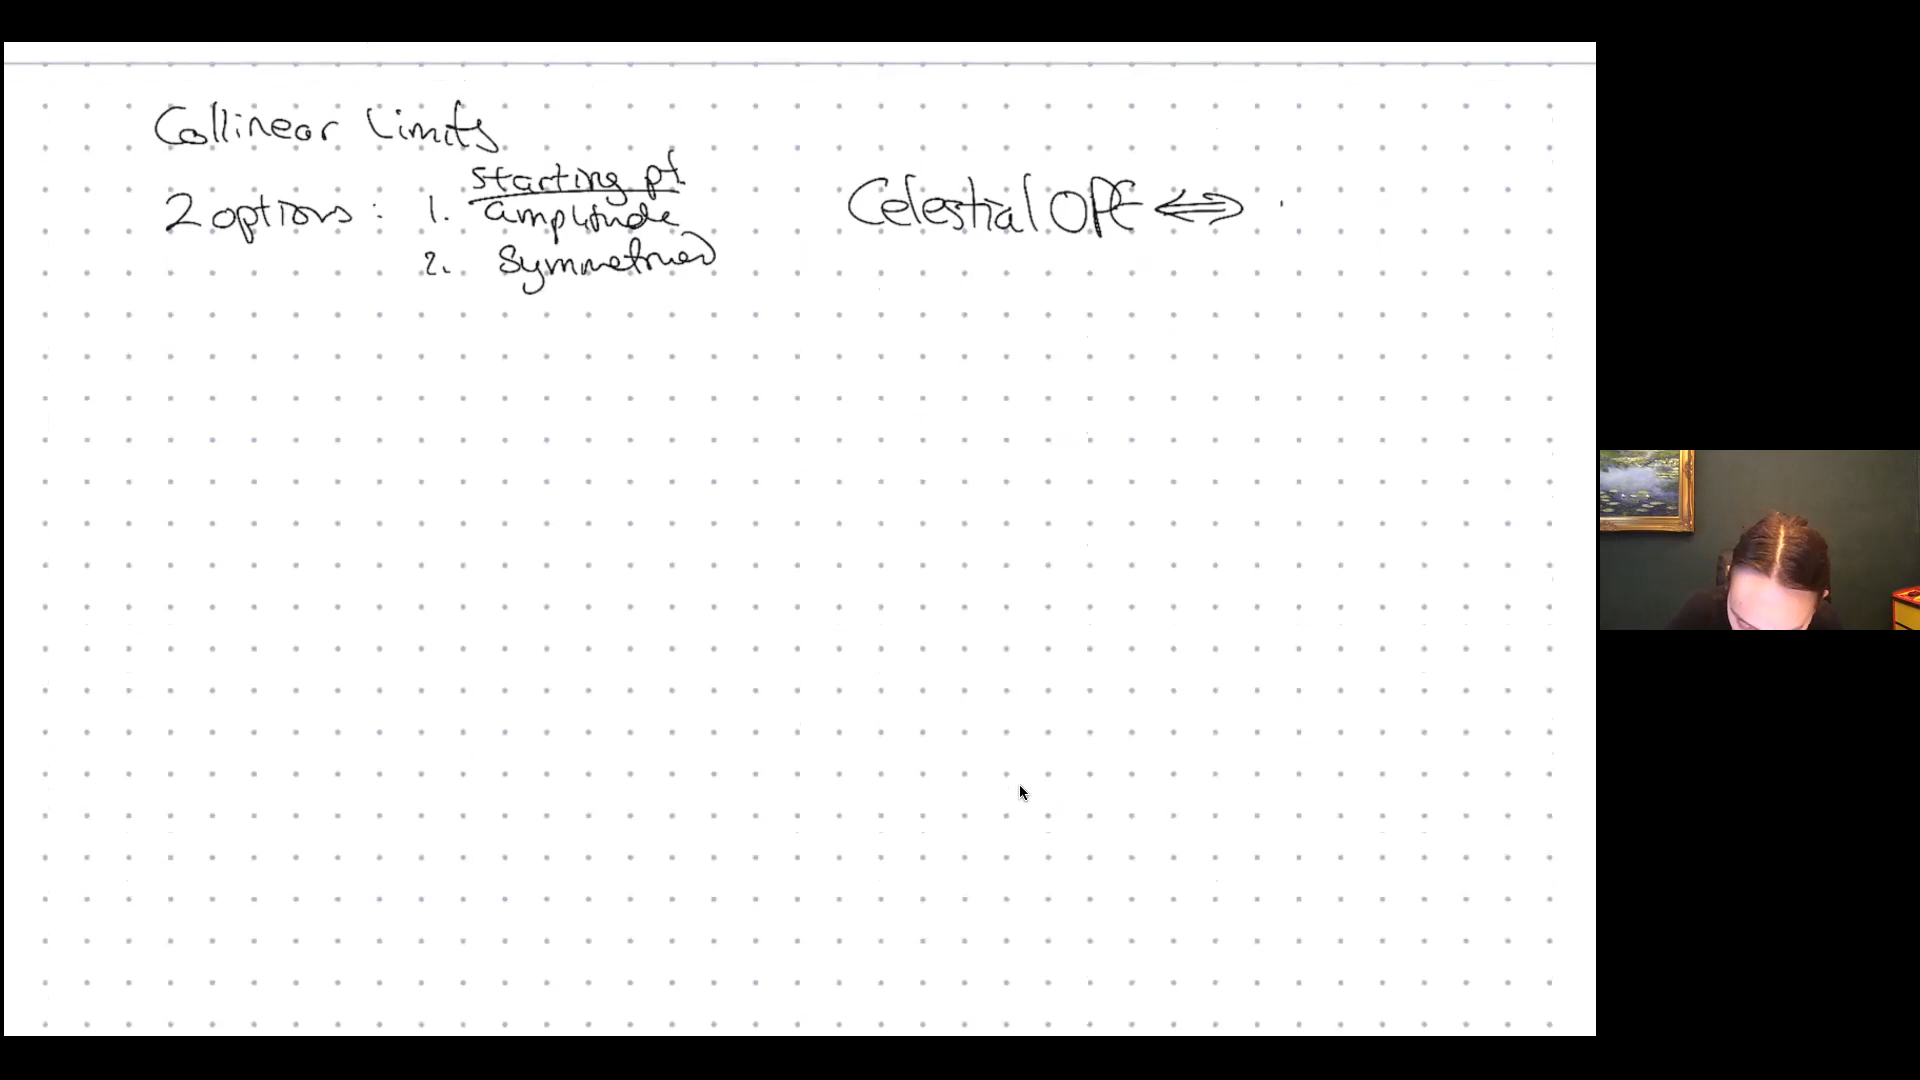 Collinear Limits
starting pt.
2 options : 1. amplitude
2. symmetries
Celestial OPE ⟺